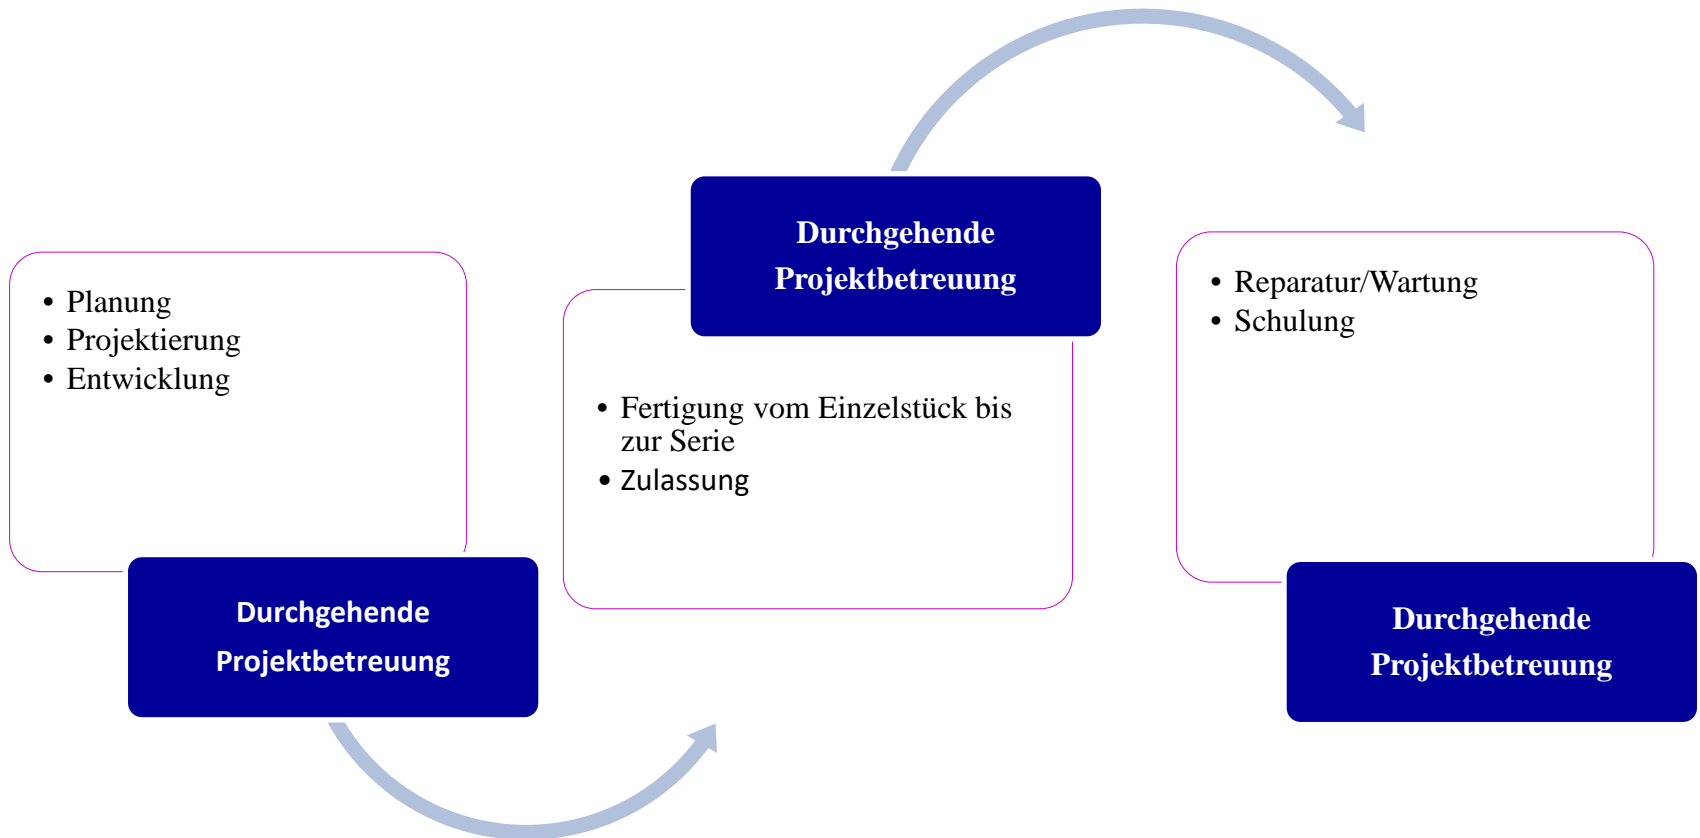 • Planung
• Projektierung
• Entwicklung
Durchgehende
Projektbetreuung
Durchgehende
Projektbetreuung
• Fertigung vom Einzelstück bis
zur Serie
• Zulassung
• Reparatur/Wartung
• Schulung
Durchgehende
Projektbetreuung